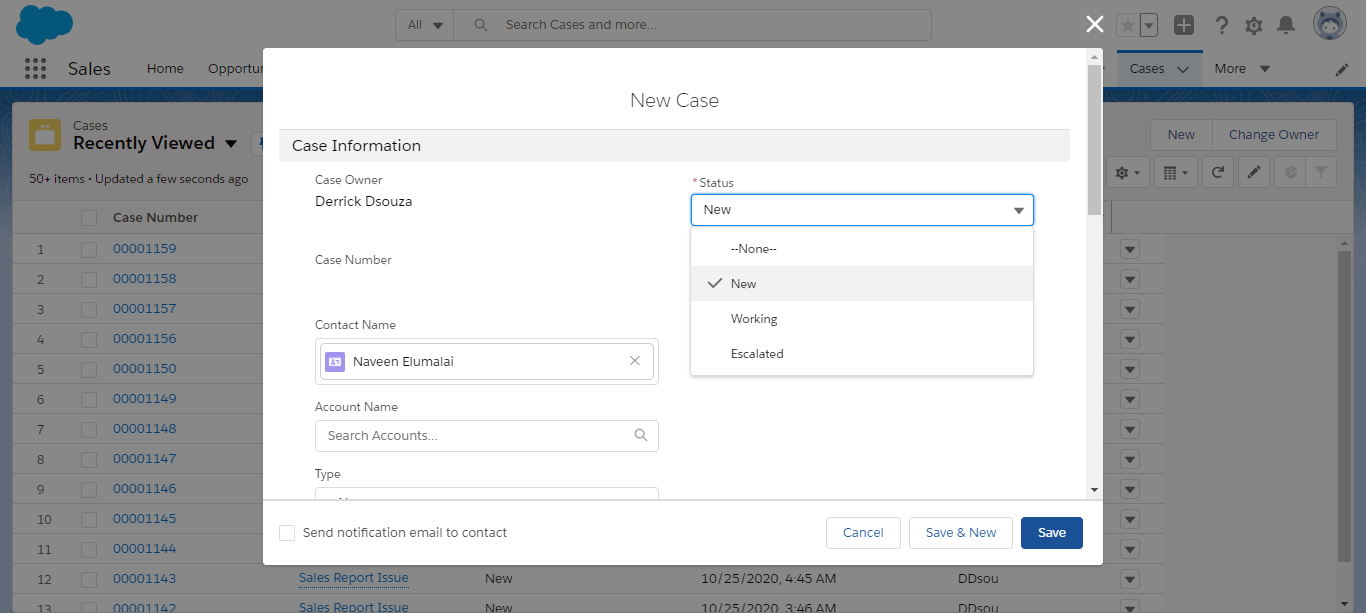 All
Search Cases and more...
Sales
Home
Cases
More
Cases
Recently Viewed
New
Change Owner
50+ items • Updated a few seconds ago
Case Number
1 00001159
2 00001158
3 00001157
4 00001156
5 00001150
6 00001149
7 00001148
8 00001147
9 00001146
10 00001145
11 00001144
12 00001143 Sales Report Issue New 10/25/2020, 4:45 AM DDsou
13 00001142 Sales Report Issue New 10/25/2020, 3:46 AM DDsou
New Case
Case Information
Case Owner
Derrick Dsouza
Case Number
Contact Name
Naveen Elumalai
Account Name
Search Accounts...
Type
*Status
New
--None--
New
Working
Escalated
Send notification email to contact
Cancel
Save & New
Save